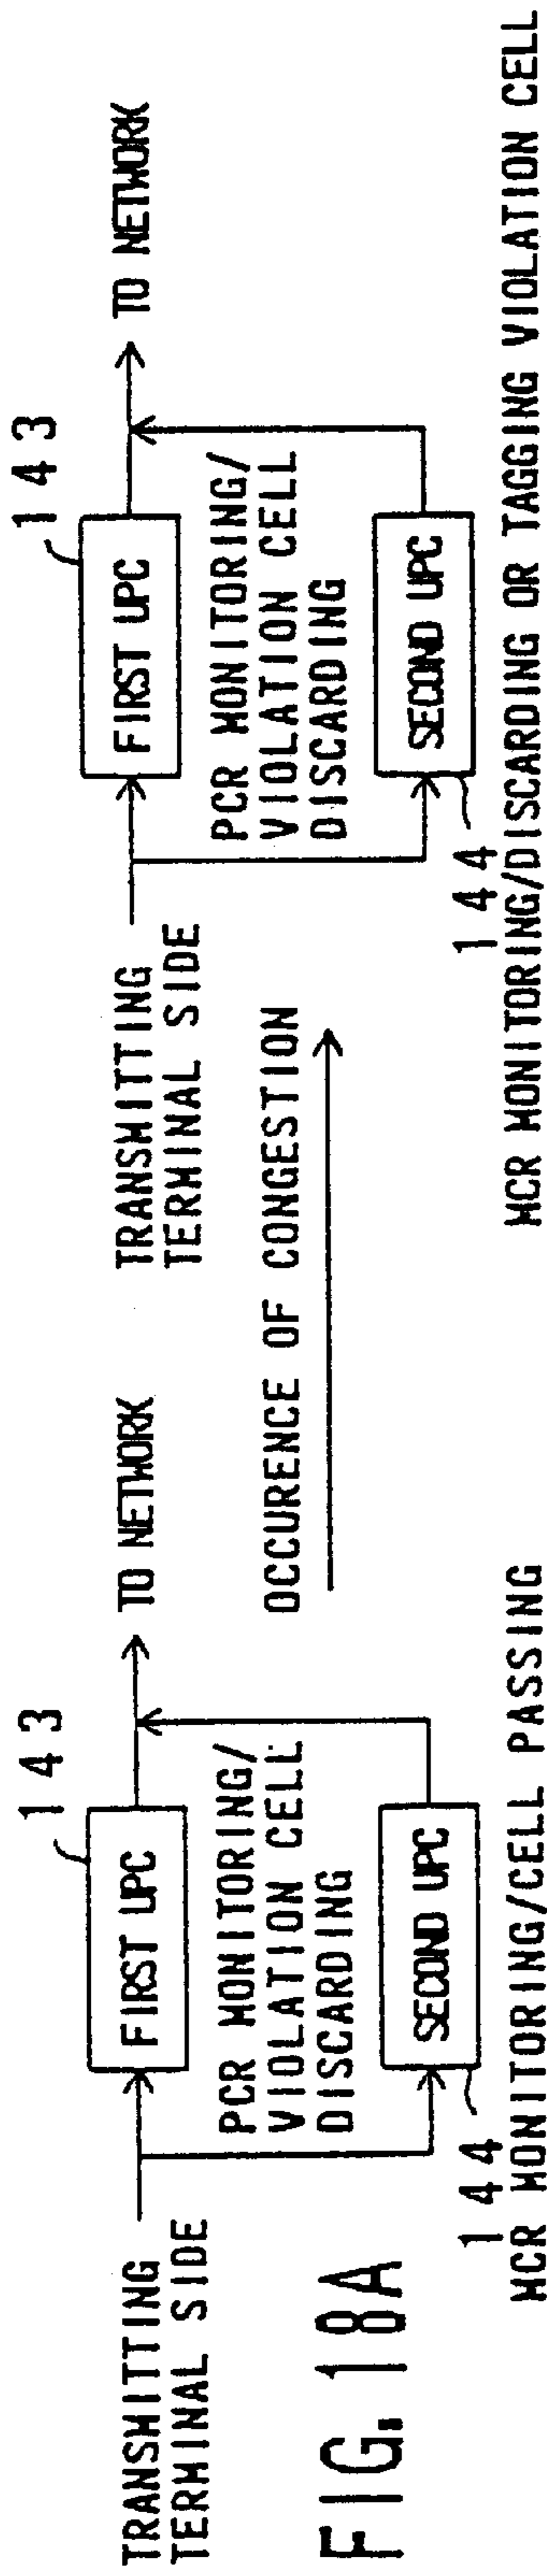 TRANSMITTING
TERMINAL SIDE
143
FIRST UPC
TO NETWORK
PCR MONITORING/
VIOLATION CELL
DISCARDING
SECOND UPC
144
MCR MONITORING/CELL PASSING
OCCURENCE OF CONGESTION
TRANSMITTING
TERMINAL SIDE
143
FIRST UPC
TO NETWORK
PCR MONITORING/
VIOLATION CELL
DISCARDING
SECOND UPC
144
MCR MONITORING/DISCARDING OR TAGGING VIOLATION CELL
FIG. 18A